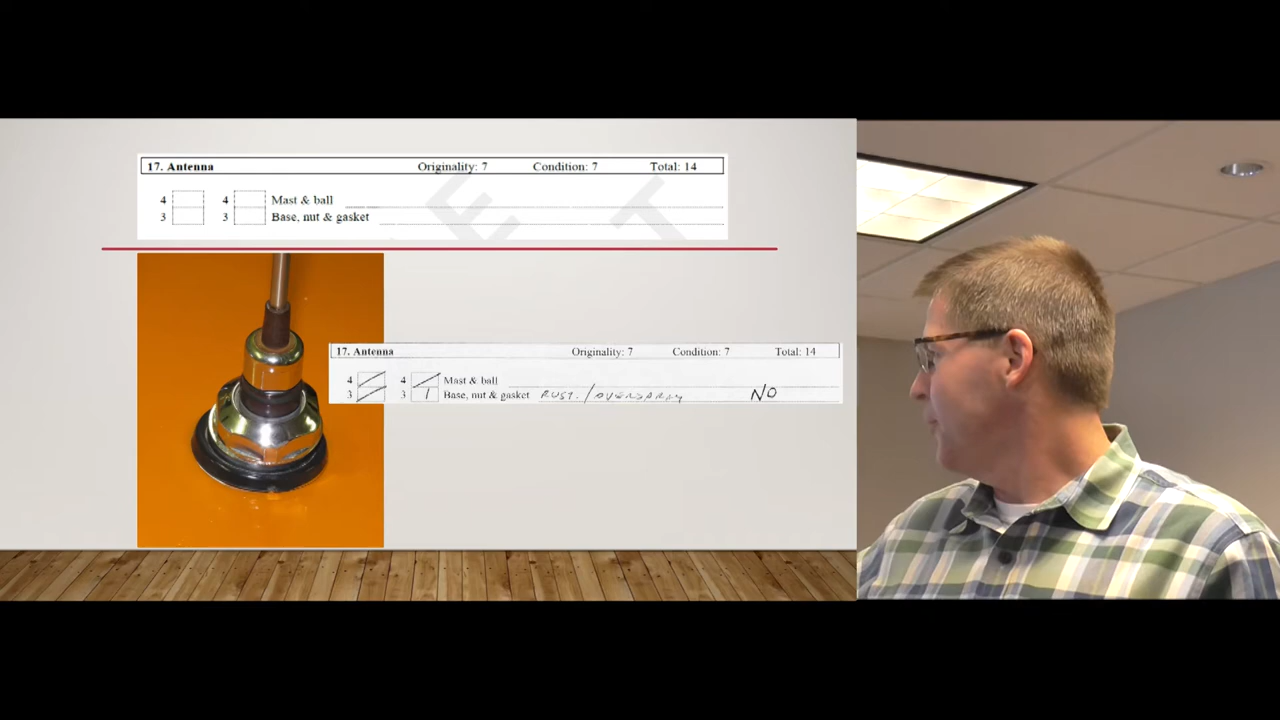 17. Antenna Originality: 7 Condition: 7 Total: 14
4 4 Mast & ball
3 3 Base, nut & gasket
E T
17. Antenna Originality: 7 Condition: 7 Total: 14
4 4 Mast & ball
3 3 1 Base, nut & gasket RUST / OVERSPRAY NO